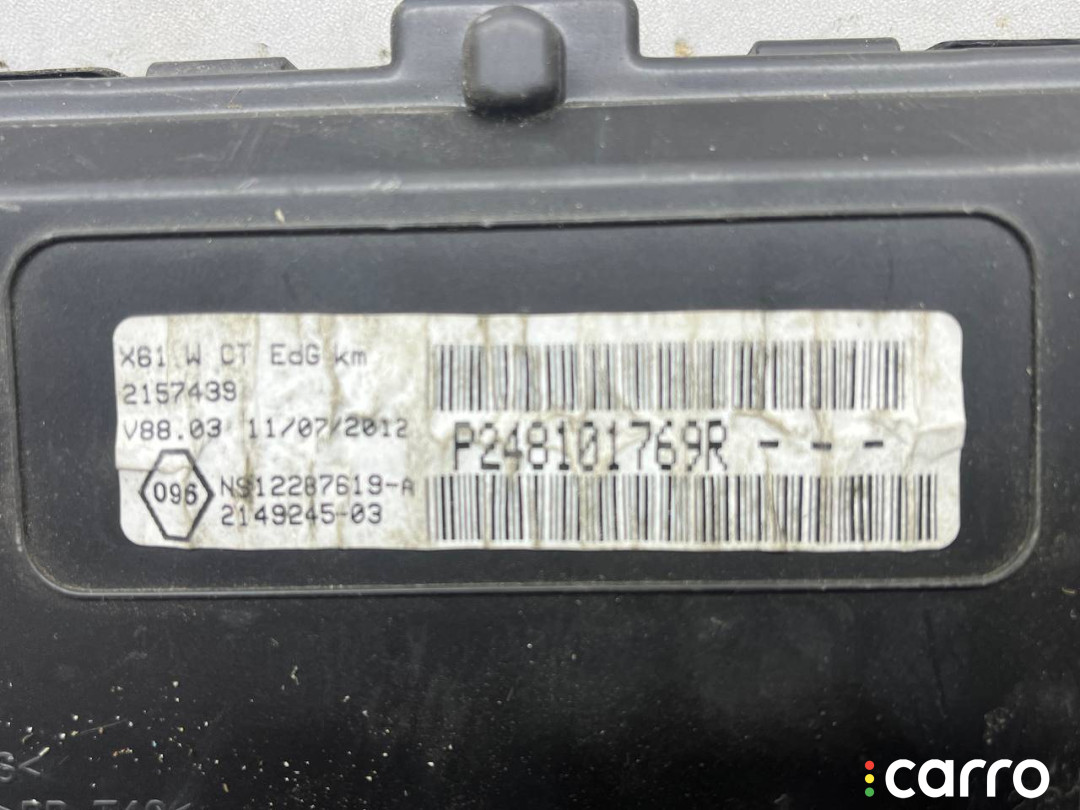 X61 W CT EdG km
2157439
V88.03 11/07/2012
096
NS12287619-A
2149245-03
P248101769R - - -
carro